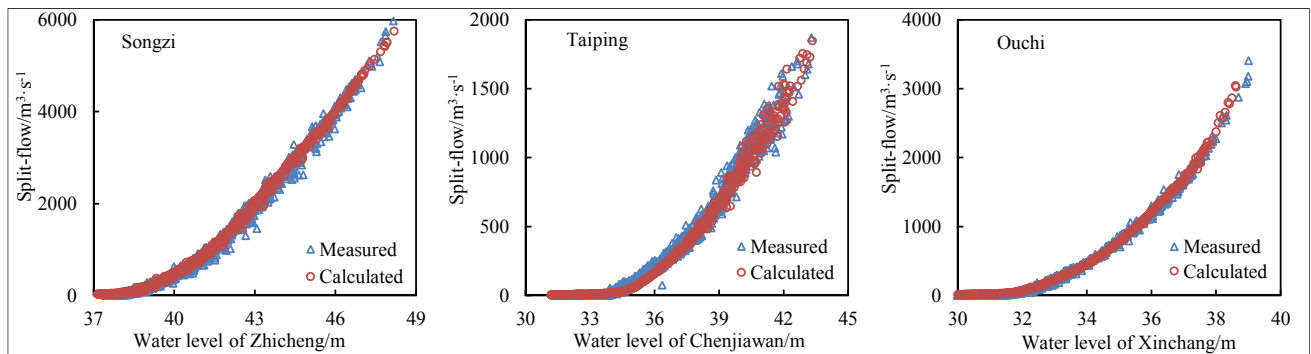 Songzi
Split-flow/m³·s⁻¹
6000
4000
2000
0
37
40
43
46
49
Water level of Zhicheng/m
Measured
Calculated
Taiping
Split-flow/m³·s⁻¹
2000
1500
1000
500
0
30
33
36
39
42
45
Water level of Chenjiawan/m
Measured
Calculated
Ouchi
Split-flow/m³·s⁻¹
4000
3000
2000
1000
0
30
32
34
36
38
40
Water level of Xinchang/m
Measured
Calculated